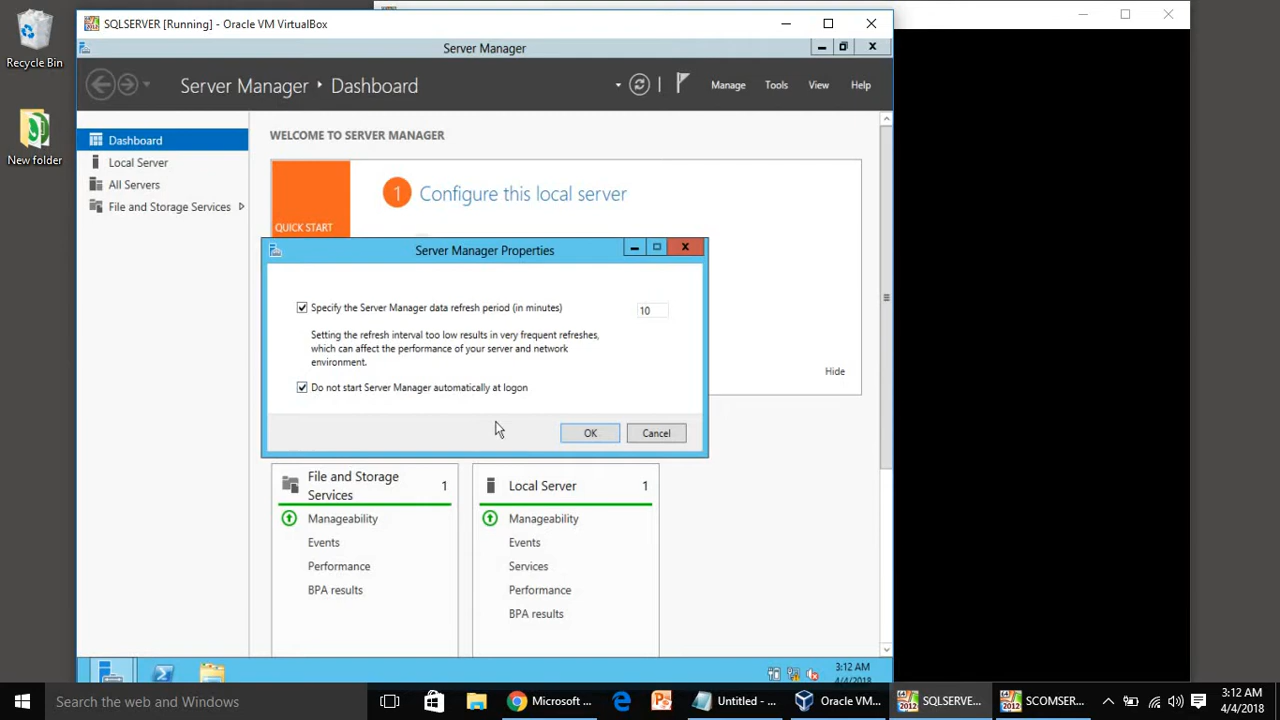 SQLSERVER [Running] - Oracle VM VirtualBox
Recycle Bin
New folder
Server Manager
Server Manager ‣ Dashboard
Manage
Tools
View
Help
Dashboard
Local Server
All Servers
File and Storage Services
WELCOME TO SERVER MANAGER
QUICK START
1
Configure this local server
Hide
Server Manager Properties
Specify the Server Manager data refresh period (in minutes)
10
Setting the refresh interval too low results in very frequent refreshes,
which can affect the performance of your server and network
environment.
Do not start Server Manager automatically at logon
OK
Cancel
File and Storage
Services
1
Manageability
Events
Performance
BPA results
Local Server
1
Manageability
Events
Services
Performance
BPA results
3:12 AM
4/4/2018
Search the web and Windows
Microsoft ...
Untitled - ...
Oracle VM...
SQLSERVE...
SCOMSER...
3:12 AM
4/4/2018